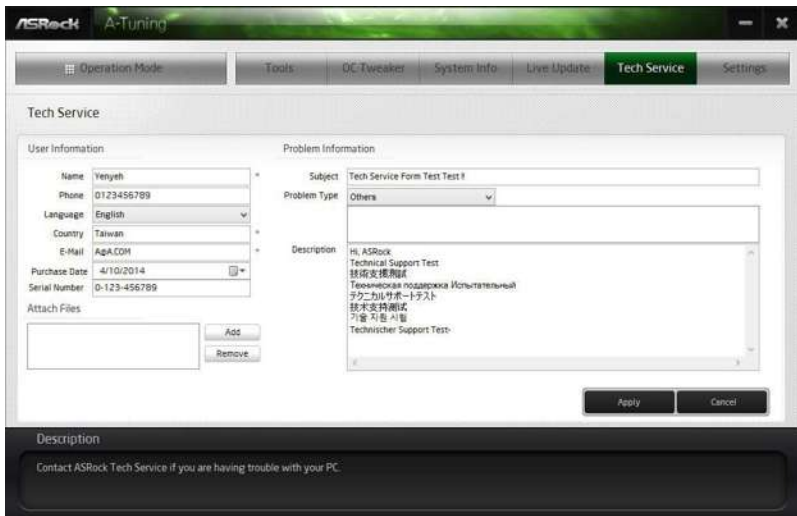 ASRock A-Tuning
Operation Mode Tools OC Tweaker System Info Live Update Tech Service Settings
Tech Service
User Information
Name Yenyeh *
Phone 0123456789
Language English
Country Taiwan *
E-Mail A@A.COM *
Purchase Date 4/10/2014
Serial Number 0-123-456789
Attach Files
Add
Remove
Problem Information
Subject Tech Service Form Test Test !!
Problem Type Others
Description
Hi, ASRock
Technical Support Test
技術支援測試
Техническая поддержка Испытательный
テクニカルサポートテスト
技术支持测试
기술 지원 시험
Technischer Support Test-
Apply Cancel
Description
Contact ASRock Tech Service if you are having trouble with your PC.